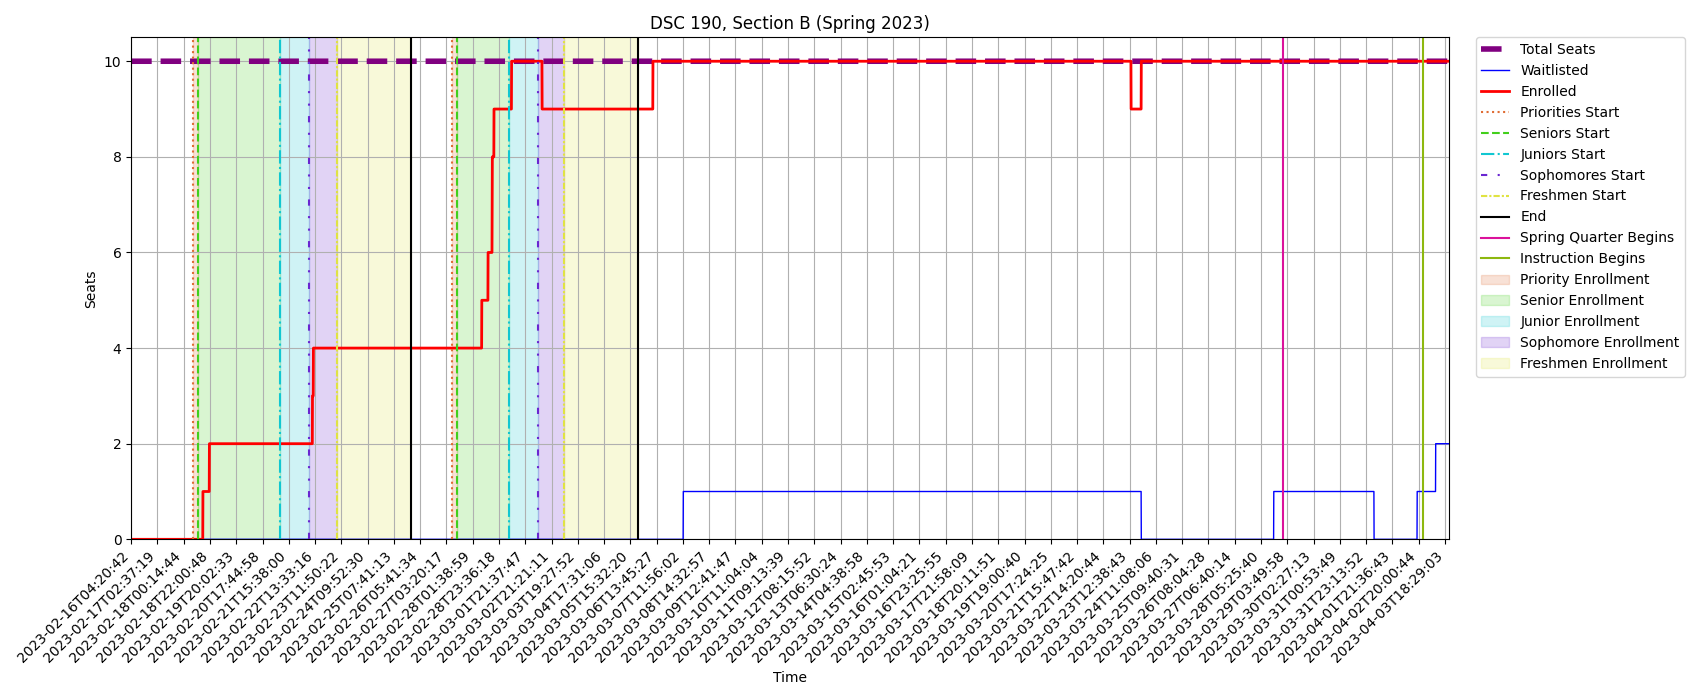 DSC 190, Section B (Spring 2023)
Seats
10
8
6
4
2
0
2023-02-16T04:20:42
2023-02-17T02:37:19
2023-02-18T00:14:44
2023-02-18T22:00:48
2023-02-19T20:02:33
2023-02-20T17:44:58
2023-02-21T15:38:00
2023-02-22T13:33:16
2023-02-23T11:50:22
2023-02-24T09:52:30
2023-02-25T07:41:13
2023-02-26T05:41:34
2023-02-27T03:20:17
2023-02-28T01:38:59
2023-02-28T23:36:18
2023-03-01T21:37:47
2023-03-02T21:21:11
2023-03-03T19:27:52
2023-03-04T17:31:06
2023-03-05T15:32:20
2023-03-06T13:45:27
2023-03-07T11:56:02
2023-03-08T14:32:57
2023-03-09T12:41:47
2023-03-10T11:04:04
2023-03-11T09:13:39
2023-03-12T08:15:52
2023-03-13T06:30:24
2023-03-14T04:38:58
2023-03-15T02:45:53
2023-03-16T01:04:21
2023-03-16T23:25:55
2023-03-17T21:58:09
2023-03-18T20:11:51
2023-03-19T19:00:40
2023-03-20T17:24:25
2023-03-21T15:47:42
2023-03-22T14:20:44
2023-03-23T12:38:43
2023-03-24T11:08:06
2023-03-25T09:40:31
2023-03-26T08:04:28
2023-03-27T06:40:14
2023-03-28T05:25:40
2023-03-29T03:49:58
2023-03-30T02:27:13
2023-03-31T00:53:49
2023-03-31T23:13:52
2023-04-01T21:36:43
2023-04-02T20:00:44
2023-04-03T18:29:03
Time
Total Seats
Waitlisted
Enrolled
Priorities Start
Seniors Start
Juniors Start
Sophomores Start
Freshmen Start
End
Spring Quarter Begins
Instruction Begins
Priority Enrollment
Senior Enrollment
Junior Enrollment
Sophomore Enrollment
Freshmen Enrollment